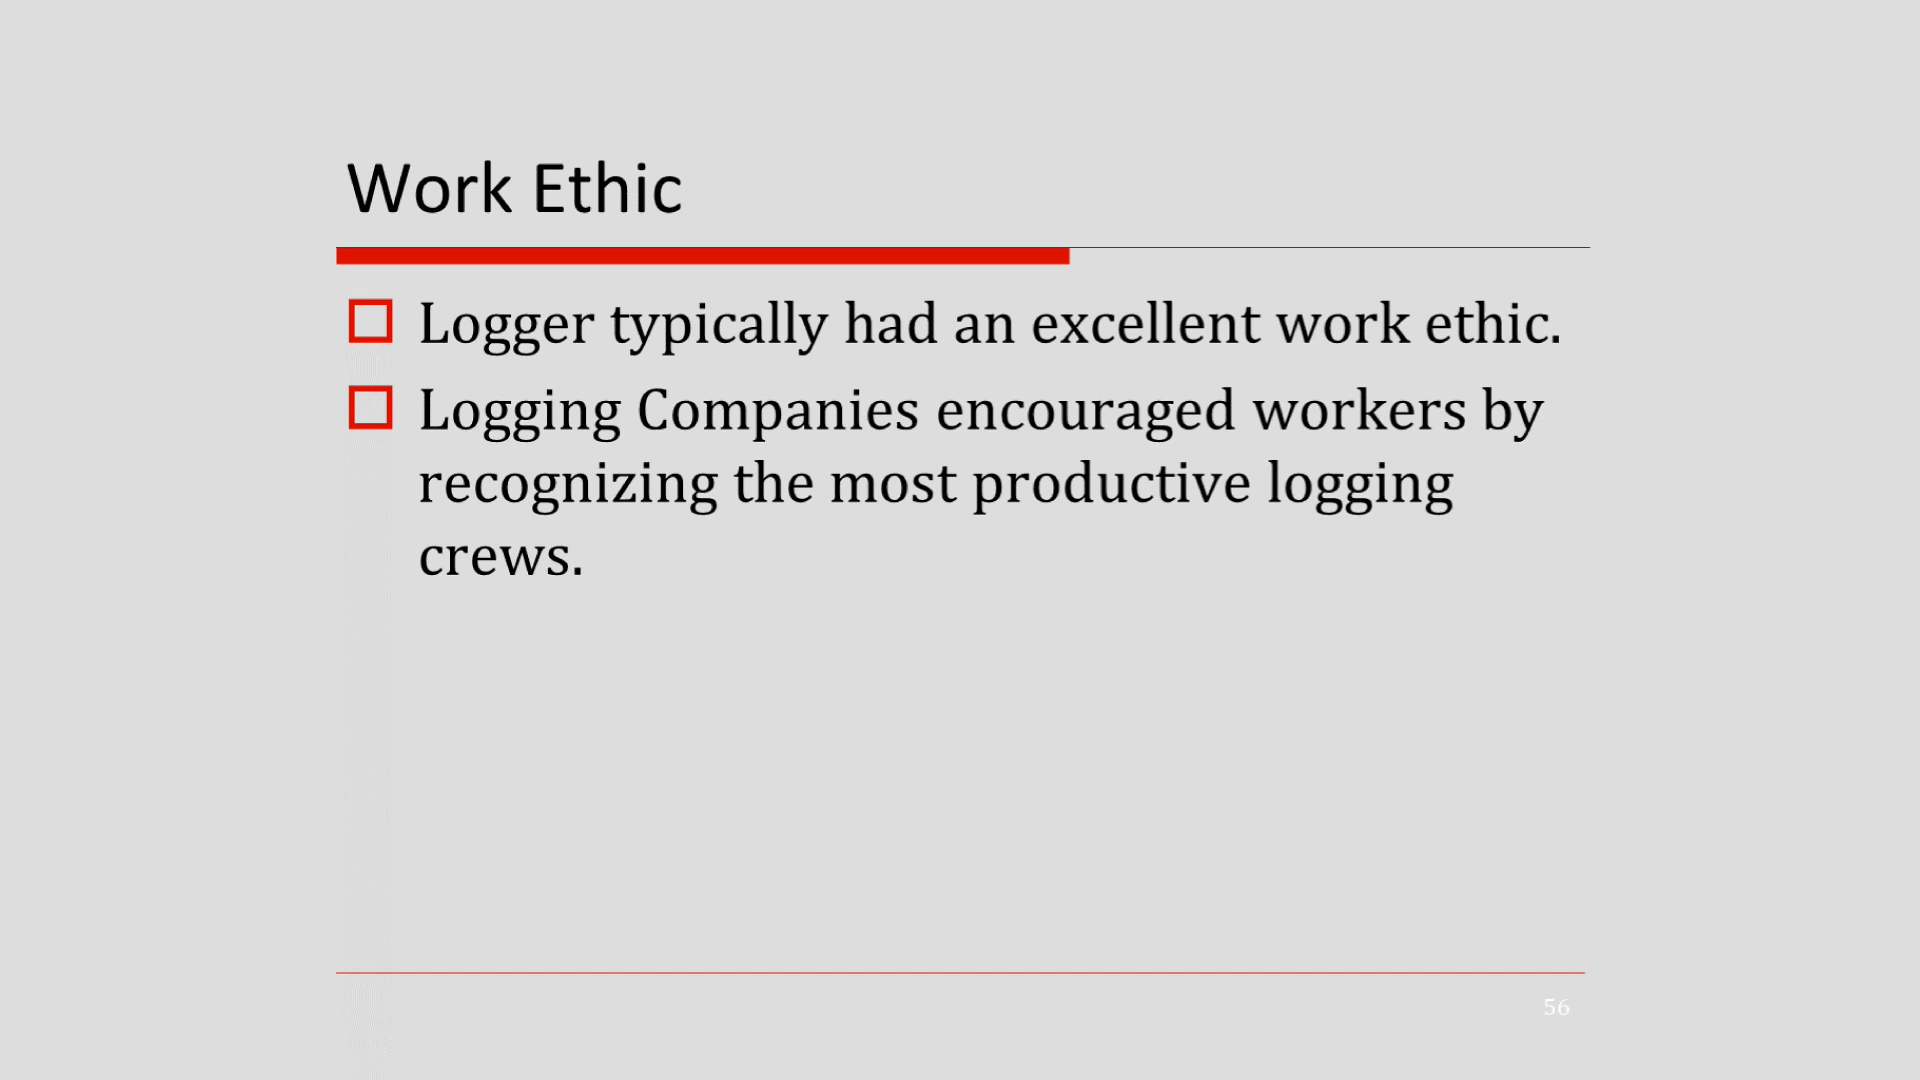 Work Ethic
Logger typically had an excellent work ethic.
Logging Companies encouraged workers by
recognizing the most productive logging
crews.
56